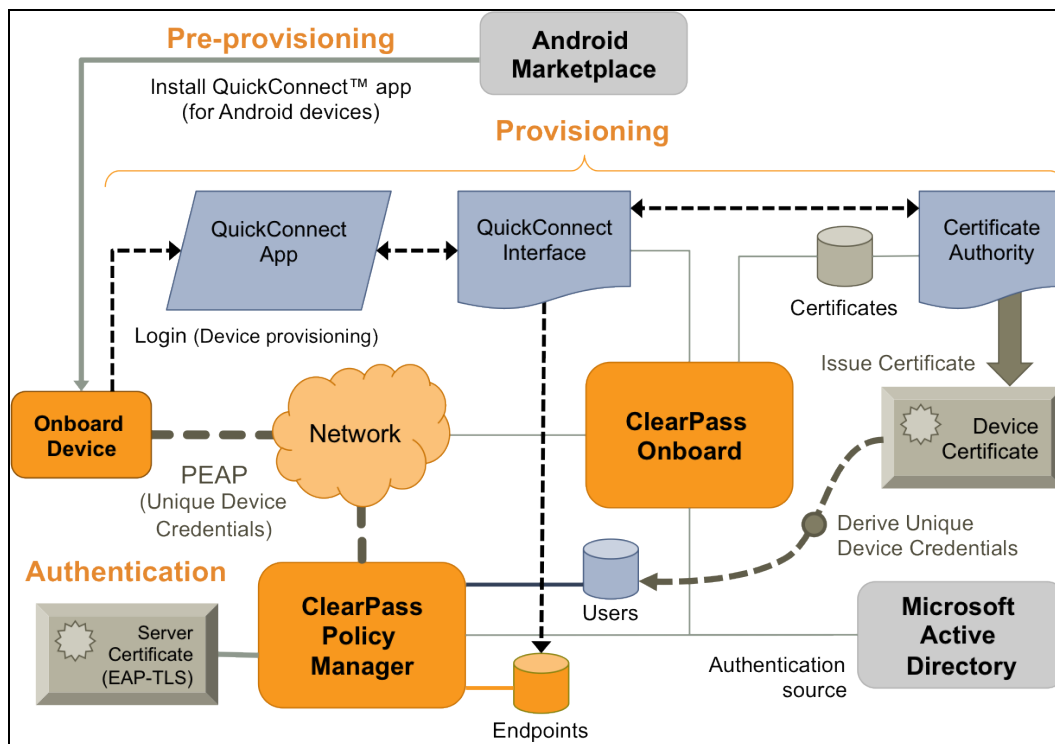 Pre-provisioning
Android
Marketplace
Install QuickConnect™ app
(for Android devices)
Provisioning
QuickConnect
App
QuickConnect
Interface
Certificate
Authority
Certificates
Login (Device provisioning)
Issue Certificate
Onboard
Device
Network
ClearPass
Onboard
Device
Certificate
PEAP
(Unique Device
Credentials)
Derive Unique
Device Credentials
Authentication
Server
Certificate
(EAP-TLS)
ClearPass
Policy
Manager
Users
Microsoft
Active
Directory
Authentication
source
Endpoints